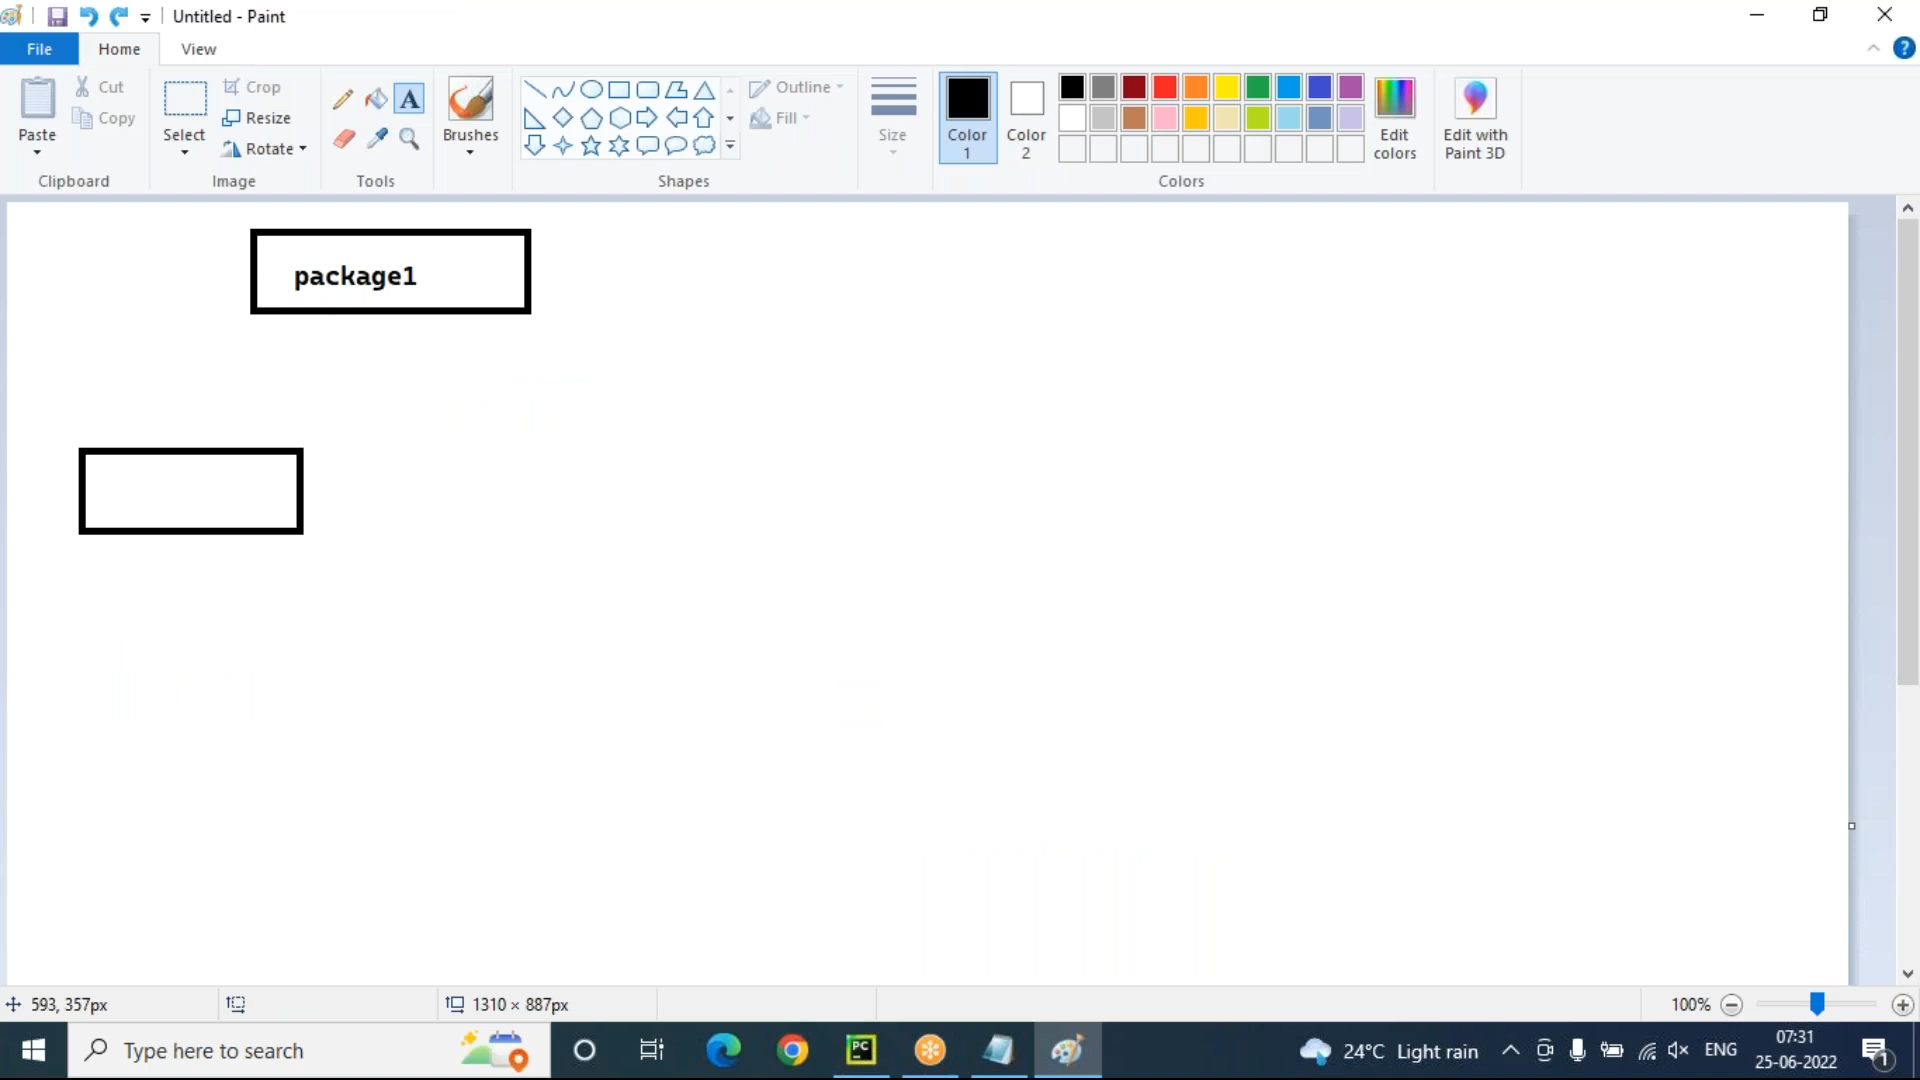 Untitled - Paint
File Home View
Paste
Cut
Copy
Clipboard
Select
Crop
Resize
Rotate
Image
A
Tools
Brushes
Shapes
Outline
Fill
Size
Color 1
Color 2
Colors
Edit colors
Edit with Paint 3D
?
package1
593, 357px
1310 × 887px
100%
Type here to search
PC
24°C Light rain
ENG
07:31
25-06-2022
1